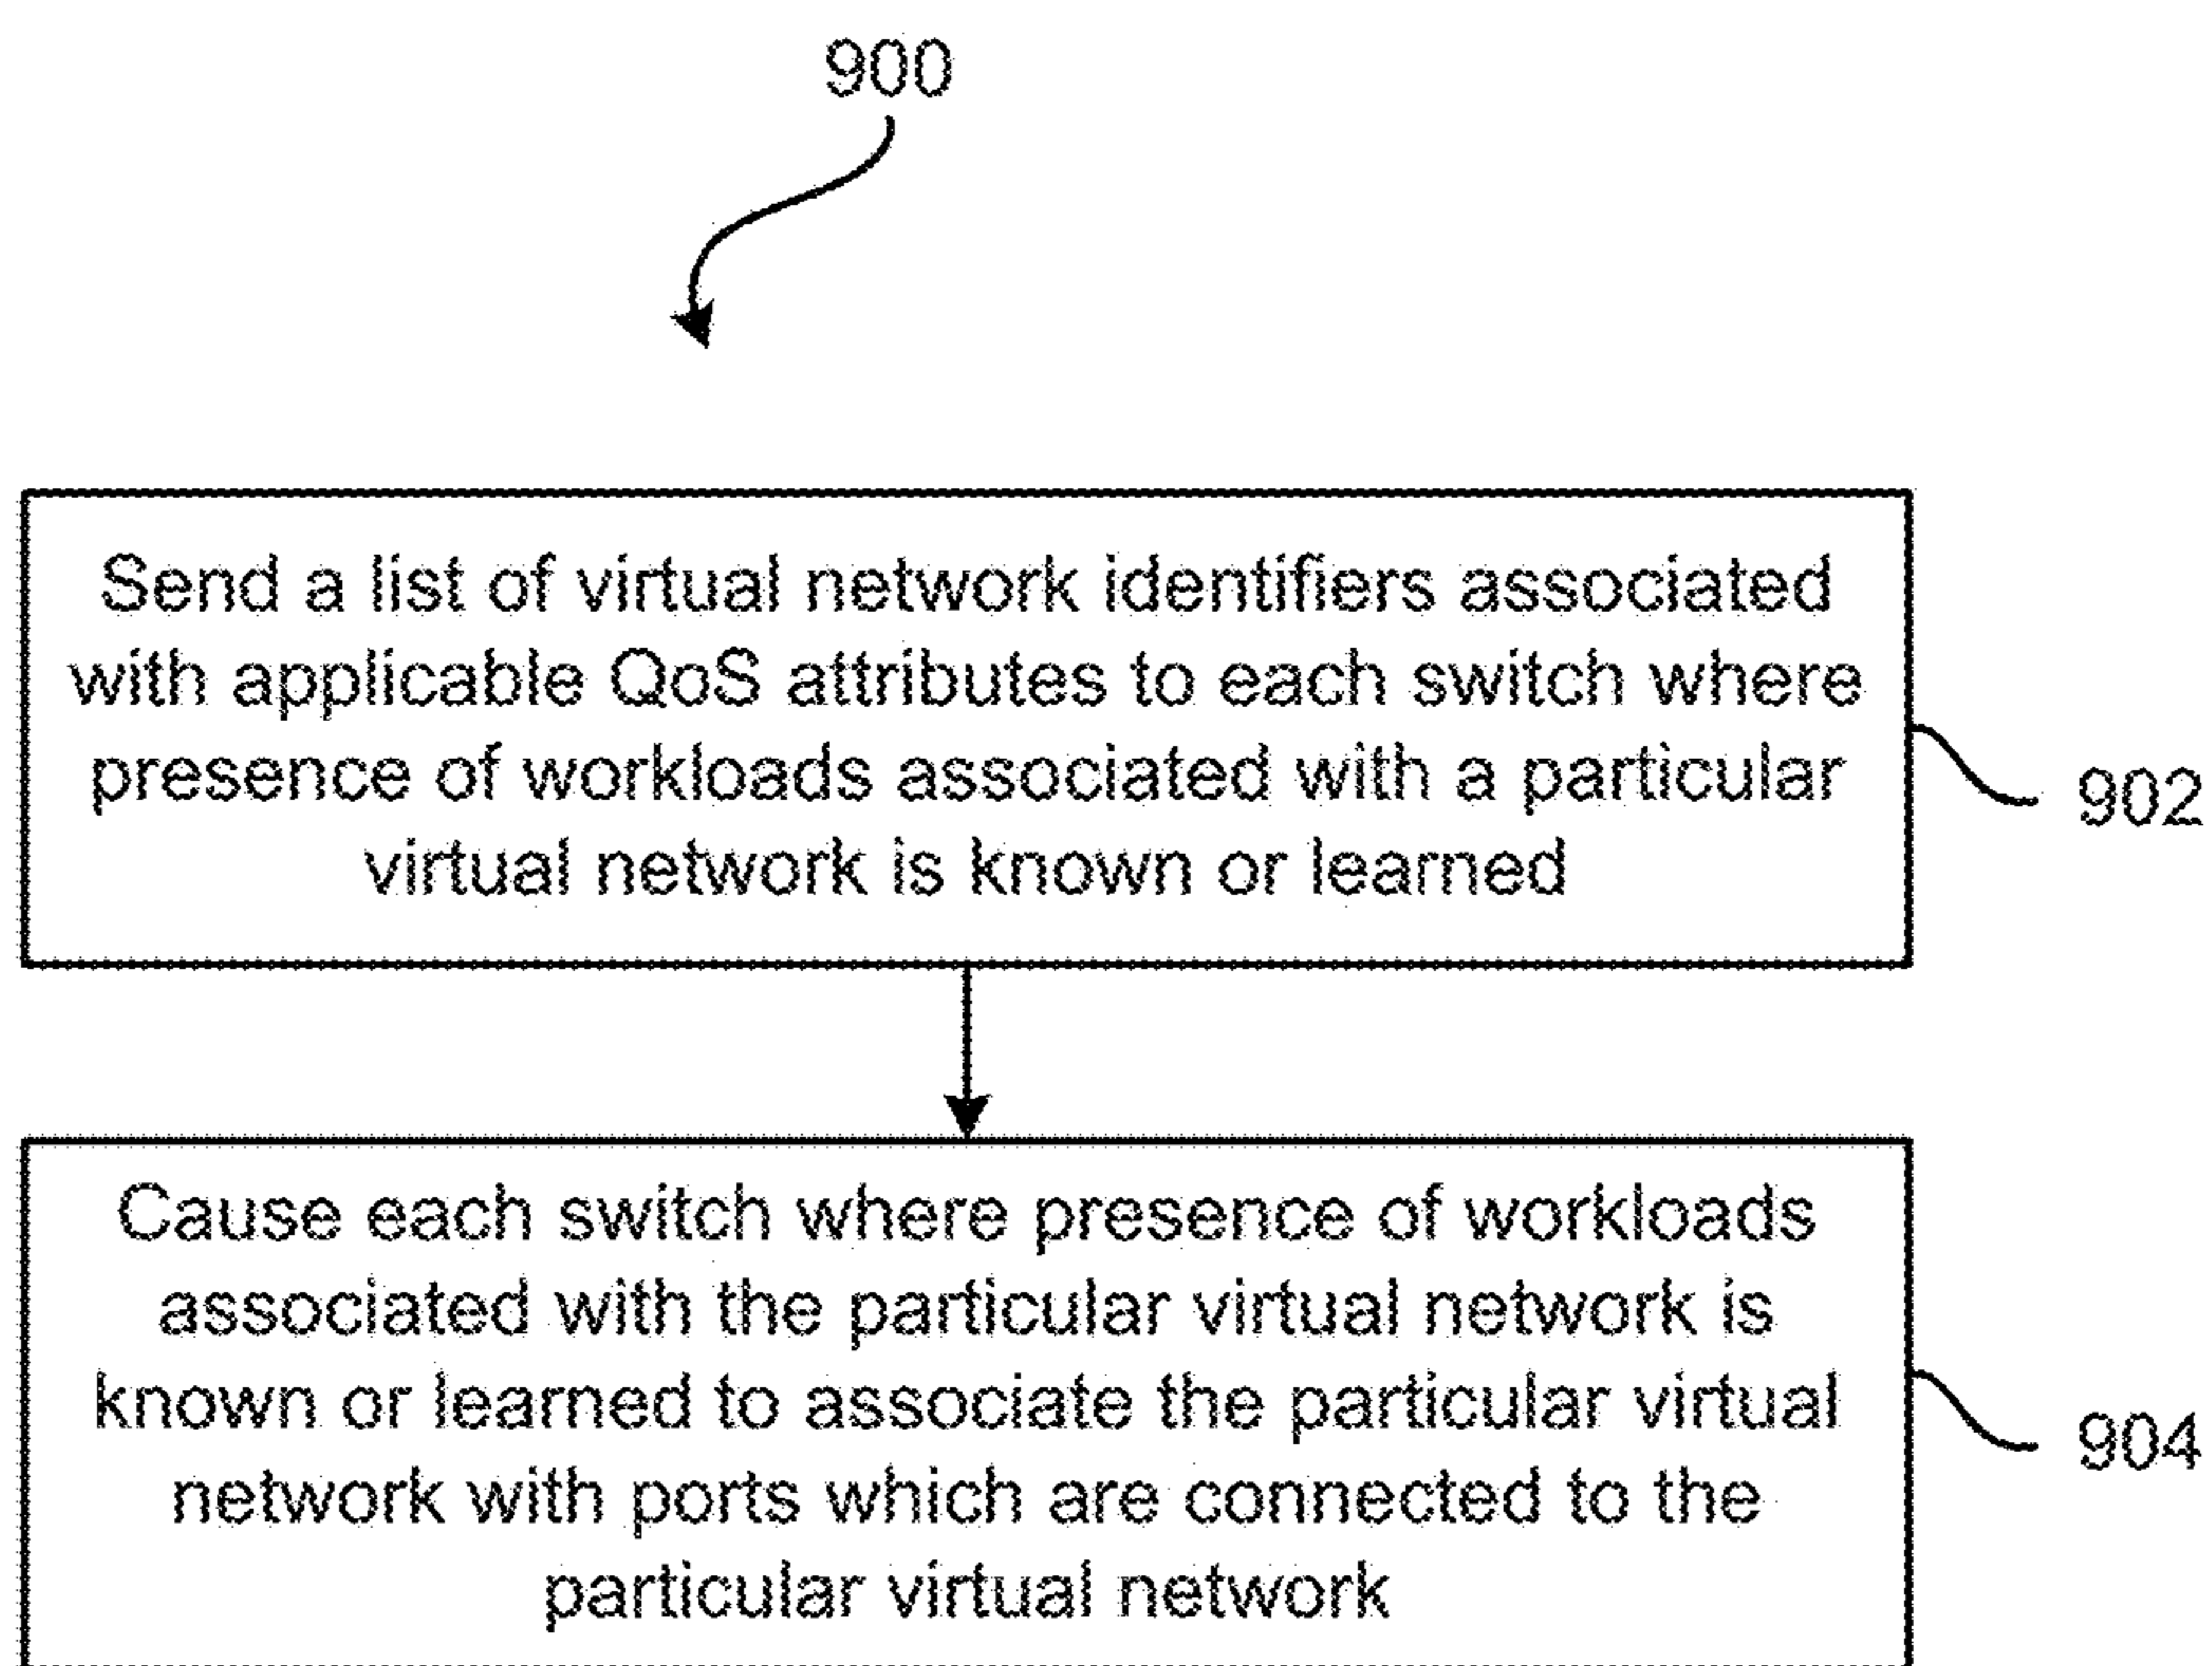 900
Send a list of virtual network identifiers associated
with applicable QoS attributes to each switch where
presence of workloads associated with a particular
virtual network is known or learned
902
Cause each switch where presence of workloads
associated with the particular virtual network is
known or learned to associate the particular virtual
network with ports which are connected to the
particular virtual network
904